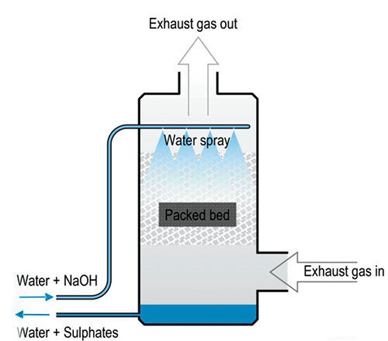 Exhaust gas out
Water spray
Packed bed
Exhaust gas in
Water + NaOH
Water + Sulphates